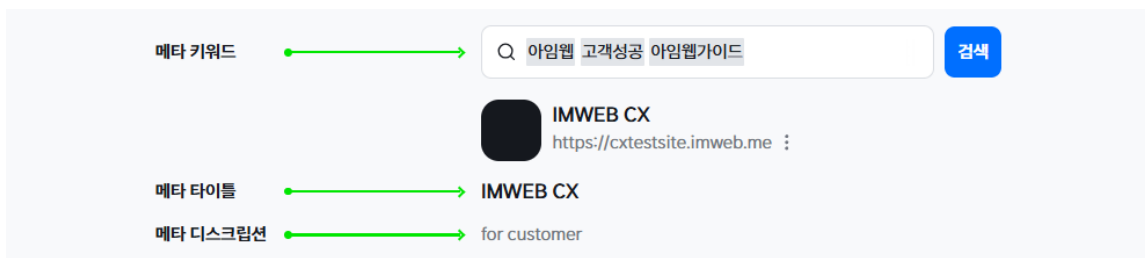 메타 키워드 아임웹 고객성공 아임웹가이드 검색
IMWEB CX
https://cxtestsite.imweb.me
메타 타이틀 IMWEB CX
메타 디스크립션 for customer